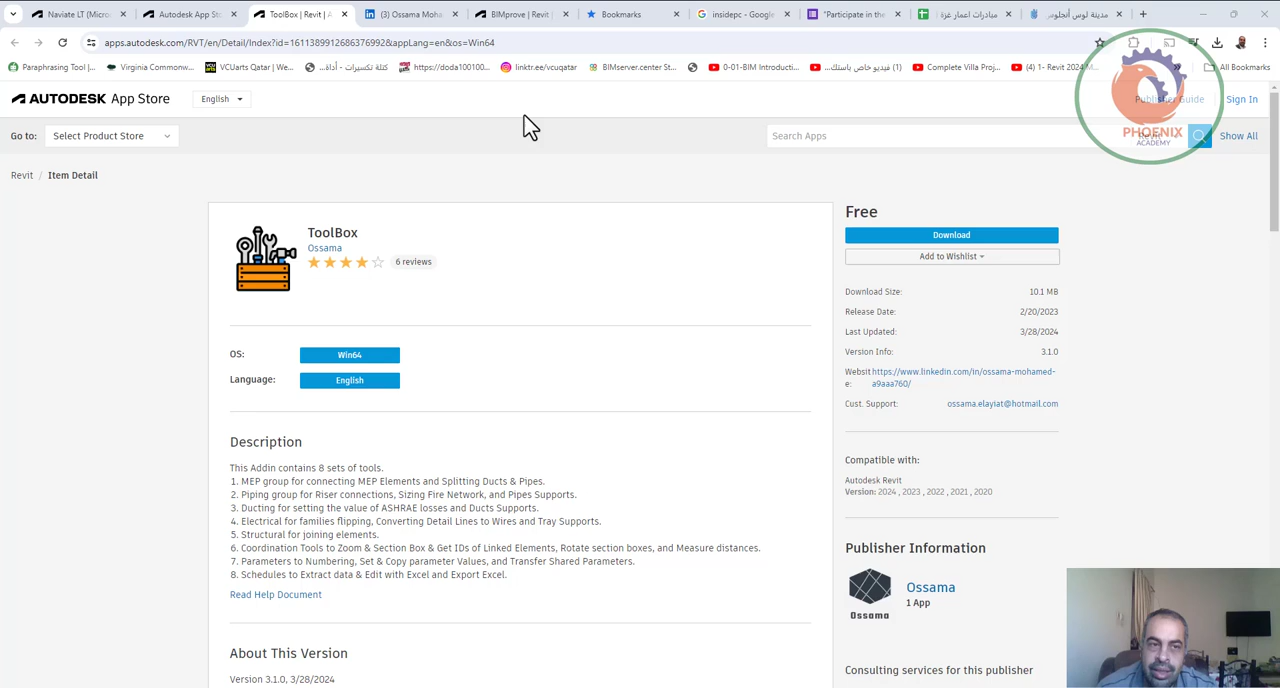 Naviate LT (Monito
Autodesk App Sto
ToolBox | Revit | A
(3) Ossama Moha
BIMprove | Revit
Bookmarks
insidepc - Google
"Participate in the
مبادرات اعمار غزة
مدينة لوس أنجلوس
apps.autodesk.com/RVT/en/Detail/Index?id=1611389912686376992&appLang=en&os=Win64
Paraphrasing Tool |...
Virginia Commonw...
VCUarts Qatar | We...
كتلة تكسيرات - أداة...
100...
linktr.ee/vcuqatar
BIMserver.center St...
0-01-BIM Introducti...
(1) فيديو خاص باستك...
Complete Villa Proj...
(4) 1- Revit 2024 M...
All Bookmarks
AUTODESK App Store
English
Publisher Guide
Sign In
Go to:
Select Product Store
Search Apps
Show All
PHOENIX
ACADEMY
Revit / Item Detail
ToolBox
Ossama
6 reviews
OS:
Win64
Language:
English
Description
This Addin contains 8 sets of tools.
1. MEP group for connecting MEP Elements and Splitting Ducts & Pipes.
2. Piping group for Riser connections, Sizing Fire Network, and Pipes Supports.
3. Ducting for setting the value of ASHRAE losses and Ducts Supports.
4. Electrical for families flipping, Converting Detail Lines to Wires and Tray Supports.
5. Structural for joining elements.
6. Coordination Tools to Zoom & Section Box & Get IDs of Linked Elements, Rotate section boxes, and Measure distances.
7. Parameters to Numbering, Set & Copy parameter Values, and Transfer Shared Parameters.
8. Schedules to Extract data & Edit with Excel and Export Excel.
Read Help Document
About This Version
Version 3.1.0, 3/28/2024
Free
Download
Add to Wishlist
Download Size: 10.1 MB
Release Date: 2/20/2023
Last Updated: 3/28/2024
Version Info: 3.1.0
Websit https://www.linkedin.com/in/ossama-mohamed-
e: a9aaa760/
Cust. Support: ossama.elayiat@hotmail.com
Compatible with:
Autodesk Revit
Version: 2024 , 2023 , 2022 , 2021 , 2020
Publisher Information
Ossama
1 App
Ossama
Consulting services for this publisher